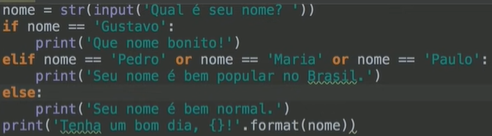 nome = str(input('Qual é seu nome? '))
if nome == 'Gustavo':
    print('Que nome bonito!')
elif nome == 'Pedro' or nome == 'Maria' or nome == 'Paulo':
    print('Seu nome é bem popular no Brasil.')
else:
    print('Seu nome é bem normal.')
print('Tenha um bom dia, {}!'.format(nome))